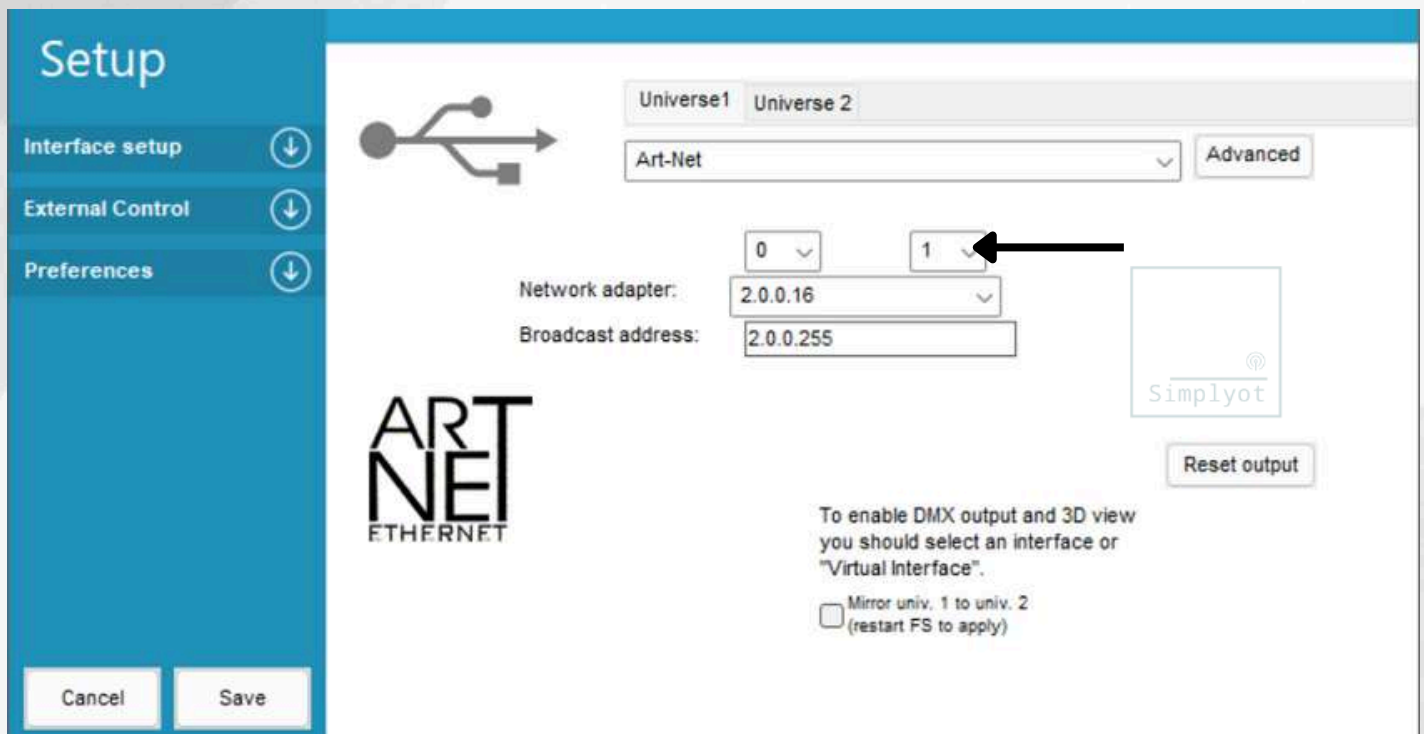 Setup
Interface setup
External Control
Preferences
Universe1 Universe 2
Art-Net
Advanced
0 1
Network adapter: 2.0.0.16
Broadcast address: 2.0.0.255
Simplyot
ART
NET
ETHERNET
Reset output
To enable DMX output and 3D view
you should select an interface or
"Virtual Interface".
Mirror univ. 1 to univ. 2
(restart FS to apply)
Cancel Save